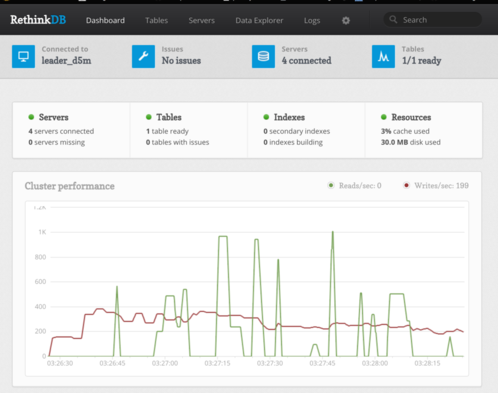 RethinkDB Dashboard Tables Servers Data Explorer Logs Search
Connected to
leader_d5m
Issues
No issues
Servers
4 connected
Tables
1/1 ready
Servers
4 servers connected
0 servers missing
Tables
1 table ready
0 tables with issues
Indexes
0 secondary indexes
0 indexes building
Resources
3% cache used
30.0 MB disk used
Cluster performance Reads/sec: 0 Writes/sec: 199
1.2K
1K
800
600
400
200
0
03:26:30 03:26:45 03:27:00 03:27:15 03:27:30 03:27:45 03:28:00 03:28:15